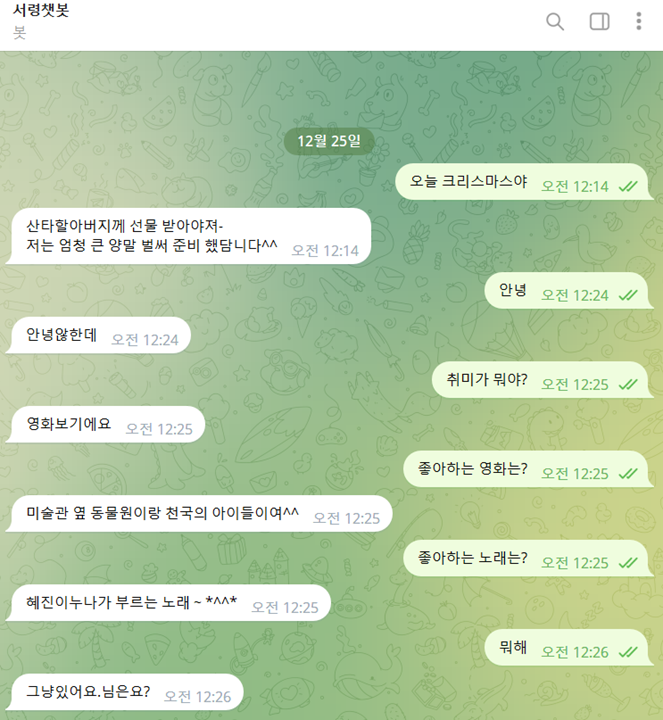 서령챗봇
봇
12월 25일
오늘 크리스마스야 오전 12:14
산타할아버지께 선물 받아야져-
저는 엄청 큰 양말 벌써 준비 했담니다^^ 오전 12:14
안녕 오전 12:24
안녕않한데 오전 12:24
취미가 뭐야? 오전 12:25
영화보기에요 오전 12:25
좋아하는 영화는? 오전 12:25
미술관 옆 동물원이랑 천국의 아이들이여^^ 오전 12:25
좋아하는 노래는? 오전 12:25
혜진이누나가 부르는 노래 ~ *^^* 오전 12:25
뭐해 오전 12:26
그냥있어요.님은요? 오전 12:26